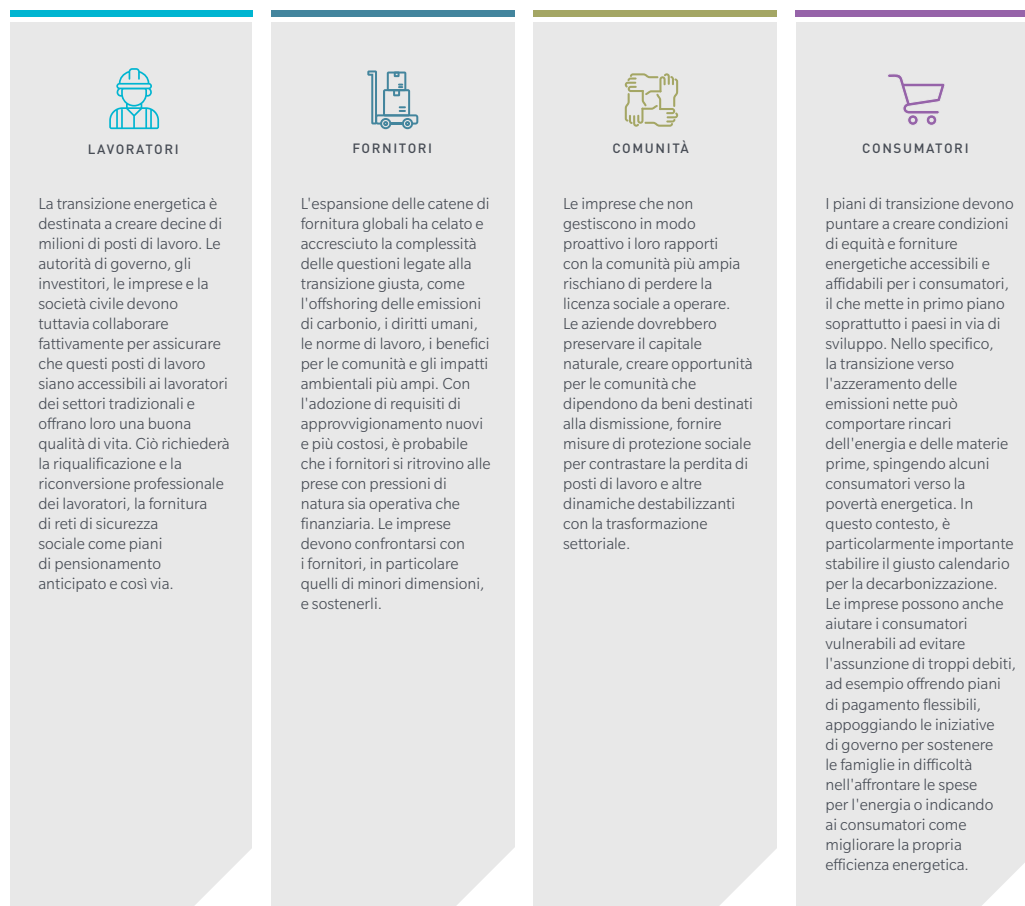 LAVORATORI
La transizione energetica è
destinata a creare decine di
milioni di posti di lavoro. Le
autorità di governo, gli
investitori, le imprese e la
società civile devono
tuttavia collaborare
fattivamente per assicurare
che questi posti di lavoro
siano accessibili ai lavoratori
dei settori tradizionali e
offrano loro una buona
qualità di vita. Ciò richiederà
la riqualificazione e la
riconversione professionale
dei lavoratori, la fornitura
di reti di sicurezza
sociale come piani
di pensionamento
anticipato e così via.
FORNITORI
L'espansione delle catene di
fornitura globali ha celato e
accresciuto la complessità
delle questioni legate alla
transizione giusta, come
l'offshoring delle emissioni
di carbonio, i diritti umani,
le norme di lavoro, i benefici
per le comunità e gli impatti
ambientali più ampi. Con
l'adozione di requisiti di
approvvigionamento nuovi
e più costosi, è probabile
che i fornitori si ritrovino alle
prese con pressioni di
natura sia operativa che
finanziaria. Le imprese
devono confrontarsi con
i fornitori, in particolare
quelli di minori dimensioni,
e sostenerli.
COMUNITÀ
Le imprese che non
gestiscono in modo
proattivo i loro rapporti
con la comunità più ampia
rischiano di perdere la
licenza sociale a operare.
Le aziende dovrebbero
preservare il capitale
naturale, creare opportunità
per le comunità che
dipendono da beni destinati
alla dismissione, fornire
misure di protezione sociale
per contrastare la perdita di
posti di lavoro e altre
dinamiche destabilizzanti
con la trasformazione
settoriale.
CONSUMATORI
I piani di transizione devono
puntare a creare condizioni
di equità e forniture
energetiche accessibili e
affidabili per i consumatori,
il che mette in primo piano
soprattutto i paesi in via di
sviluppo. Nello specifico,
la transizione verso
l'azzeramento delle
emissioni nette può
comportare rincari
dell'energia e delle materie
prime, spingendo alcuni
consumatori verso la
povertà energetica. In
questo contesto, è
particolarmente importante
stabilire il giusto calendario
per la decarbonizzazione.
Le imprese possono anche
aiutare i consumatori
vulnerabili ad evitare
l'assunzione di troppi debiti,
ad esempio offrendo piani
di pagamento flessibili,
appoggiando le iniziative
di governo per sostenere
le famiglie in difficoltà
nell'affrontare le spese
per l'energia o indicando
ai consumatori come
migliorare la propria
efficienza energetica.